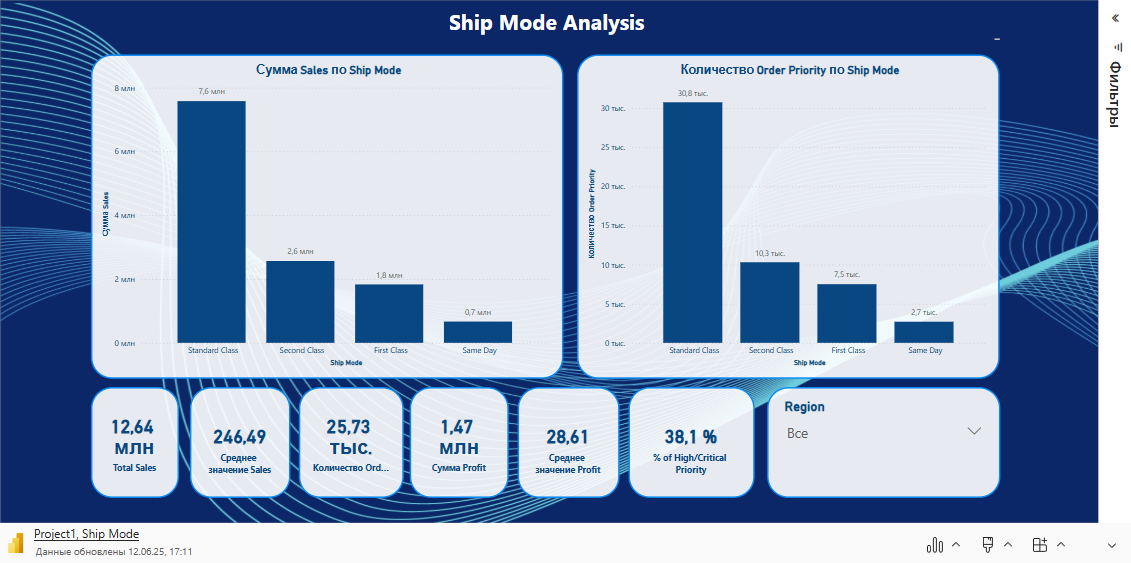 Ship Mode Analysis
Фильтры
Сумма Sales по Ship Mode
8 млн
6 млн
4 млн
2 млн
0 млн
Сумма Sales
7,6 млн
2,6 млн
1,8 млн
0,7 млн
Standard Class
Second Class
First Class
Same Day
Ship Mode
Количество Order Priority по Ship Mode
30 тыс.
25 тыс.
20 тыс.
15 тыс.
10 тыс.
5 тыс.
0 тыс.
Количество Order Priority
30,8 тыс.
10,3 тыс.
7,5 тыс.
2,7 тыс.
Standard Class
Second Class
First Class
Same Day
Ship Mode
12,64
млн
Total Sales
246,49
Среднее
значение Sales
25,73
тыс.
Количество Ord...
1,47
млн
Сумма Profit
28,61
Среднее
значение Profit
38,1 %
% of High/Critical
Priority
Region
Все
Project1, Ship Mode
Данные обновлены 12.06.25, 17:11